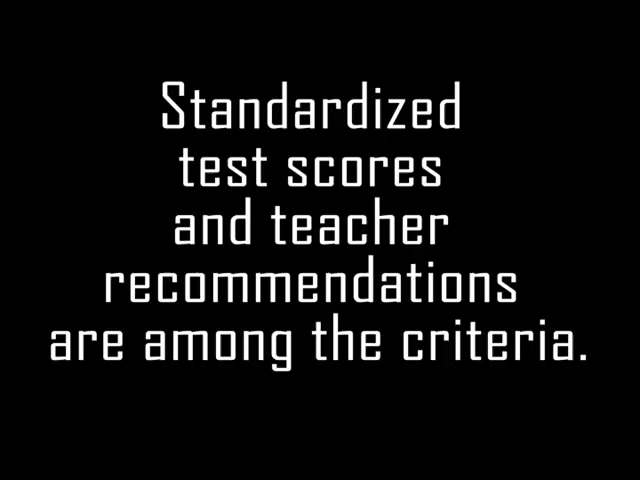 Standardized
test scores
and teacher
recommendations
are among the criteria.